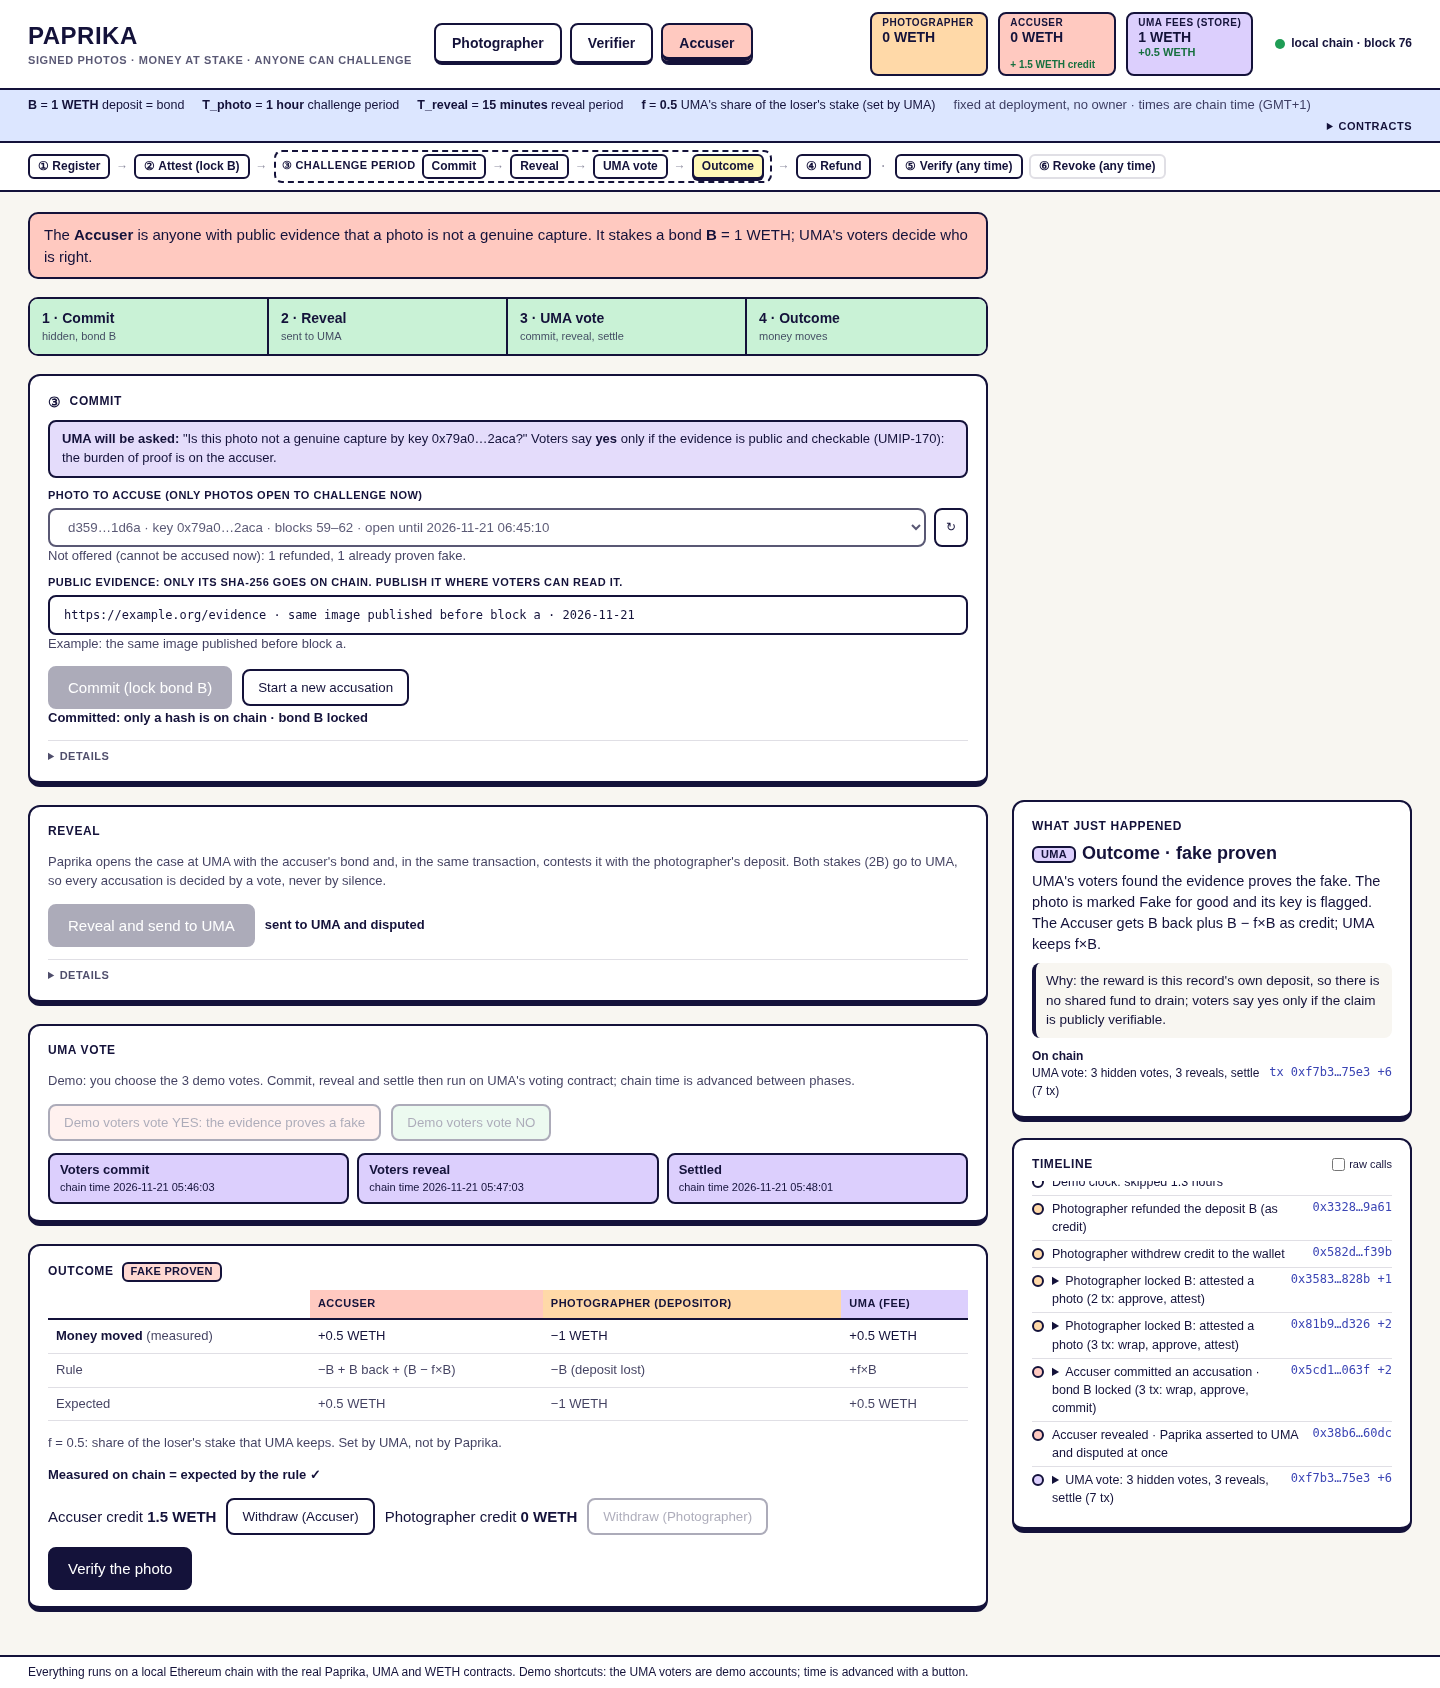 PAPRIKA
SIGNED PHOTOS · MONEY AT STAKE · ANYONE CAN CHALLENGE
Photographer
Verifier
Accuser
PHOTOGRAPHER
0 WETH
ACCUSER
0 WETH
+ 1.5 WETH credit
UMA FEES (STORE)
1 WETH
+0.5 WETH
local chain · block 76
B = 1 WETH deposit = bond T_photo = 1 hour challenge period T_reveal = 15 minutes reveal period f = 0.5 UMA's share of the loser's stake (set by UMA) fixed at deployment, no owner · times are chain time (GMT+1)
▶ CONTRACTS
① Register → ② Attest (lock B) → ③ CHALLENGE PERIOD Commit → Reveal → UMA vote → Outcome → ④ Refund · ⑤ Verify (any time) ⑥ Revoke (any time)
The Accuser is anyone with public evidence that a photo is not a genuine capture. It stakes a bond B = 1 WETH; UMA's voters decide who
is right.
1 · Commit
hidden, bond B
2 · Reveal
sent to UMA
3 · UMA vote
commit, reveal, settle
4 · Outcome
money moves
③ COMMIT
UMA will be asked: "Is this photo not a genuine capture by key 0x79a0…2aca?" Voters say yes only if the evidence is public and checkable (UMIP-170):
the burden of proof is on the accuser.
PHOTO TO ACCUSE (ONLY PHOTOS OPEN TO CHALLENGE NOW)
d359…1d6a · key 0x79a0…2aca · blocks 59–62 · open until 2026-11-21 06:45:10
↻
Not offered (cannot be accused now): 1 refunded, 1 already proven fake.
PUBLIC EVIDENCE: ONLY ITS SHA-256 GOES ON CHAIN. PUBLISH IT WHERE VOTERS CAN READ IT.
https://example.org/evidence · same image published before block a · 2026-11-21
Example: the same image published before block a.
Commit (lock bond B)
Start a new accusation
Committed: only a hash is on chain · bond B locked
▶ DETAILS
REVEAL
Paprika opens the case at UMA with the accuser's bond and, in the same transaction, contests it with the photographer's deposit. Both stakes (2B) go to UMA,
so every accusation is decided by a vote, never by silence.
Reveal and send to UMA
sent to UMA and disputed
▶ DETAILS
UMA VOTE
Demo: you choose the 3 demo votes. Commit, reveal and settle then run on UMA's voting contract; chain time is advanced between phases.
Demo voters vote YES: the evidence proves a fake
Demo voters vote NO
Voters commit
chain time 2026-11-21 05:46:03
Voters reveal
chain time 2026-11-21 05:47:03
Settled
chain time 2026-11-21 05:48:01
OUTCOME FAKE PROVEN
ACCUSER PHOTOGRAPHER (DEPOSITOR) UMA (FEE)
Money moved (measured) +0.5 WETH −1 WETH +0.5 WETH
Rule −B + B back + (B − f×B) −B (deposit lost) +f×B
Expected +0.5 WETH −1 WETH +0.5 WETH
f = 0.5: share of the loser's stake that UMA keeps. Set by UMA, not by Paprika.
Measured on chain = expected by the rule ✓
Accuser credit 1.5 WETH Withdraw (Accuser) Photographer credit 0 WETH Withdraw (Photographer)
Verify the photo
WHAT JUST HAPPENED
UMA Outcome · fake proven
UMA's voters found the evidence proves the fake. The
photo is marked Fake for good and its key is flagged.
The Accuser gets B back plus B − f×B as credit; UMA
keeps f×B.
Why: the reward is this record's own deposit, so there is
no shared fund to drain; voters say yes only if the claim
is publicly verifiable.
On chain
UMA vote: 3 hidden votes, 3 reveals, settle tx 0xf7b3…75e3 +6
(7 tx)
TIMELINE
raw calls
Demo clock: skipped 1.3 hours
Photographer refunded the deposit B (as 0x3328…9a61
credit)
Photographer withdrew credit to the wallet 0x582d…f39b
▶ Photographer locked B: attested a 0x3583…828b +1
photo (2 tx: approve, attest)
▶ Photographer locked B: attested a 0x81b9…d326 +2
photo (3 tx: wrap, approve, attest)
▶ Accuser committed an accusation · 0x5cd1…063f +2
bond B locked (3 tx: wrap, approve,
commit)
Accuser revealed · Paprika asserted to UMA 0x38b6…60dc
and disputed at once
▶ UMA vote: 3 hidden votes, 3 reveals, 0xf7b3…75e3 +6
settle (7 tx)
Everything runs on a local Ethereum chain with the real Paprika, UMA and WETH contracts. Demo shortcuts: the UMA voters are demo accounts; time is advanced with a button.